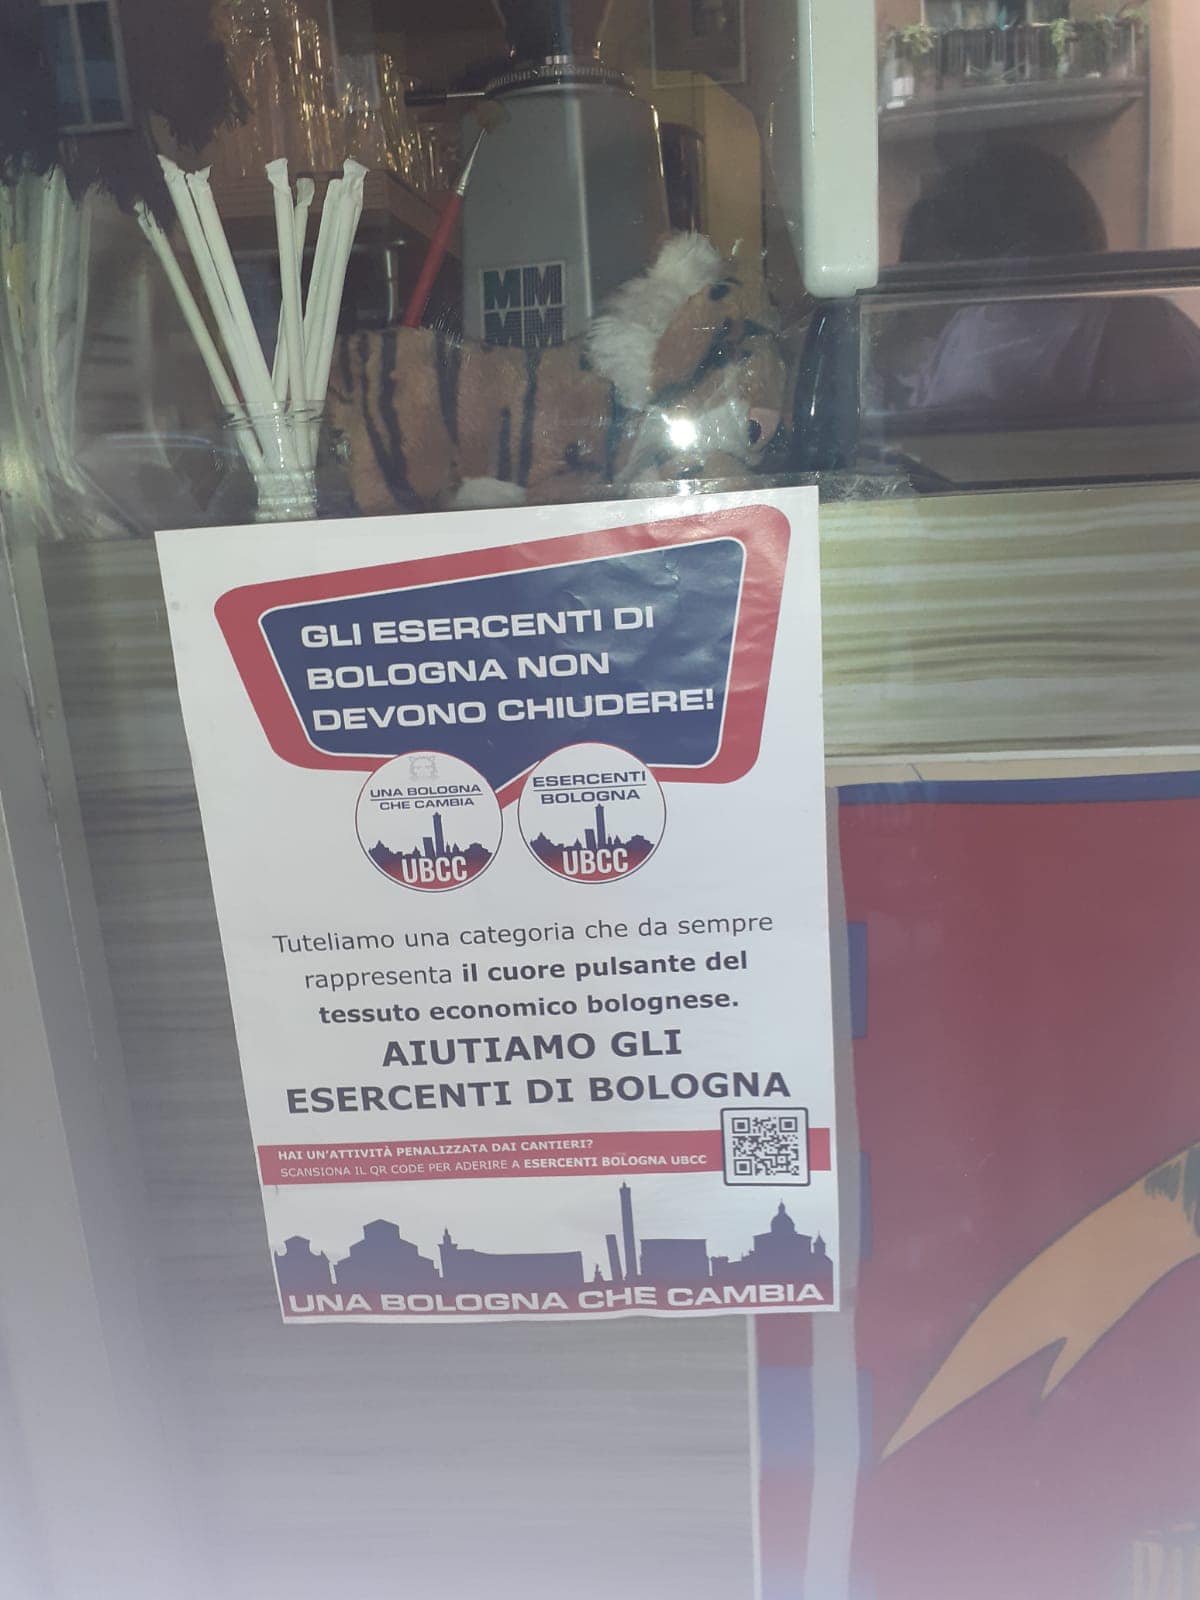 MM
MM
GLI ESERCENTI DI
BOLOGNA NON
DEVONO CHIUDERE!
UNA BOLOGNA
CHE CAMBIA
UBCC
ESERCENTI
BOLOGNA
UBCC
Tuteliamo una categoria che da sempre
rappresenta il cuore pulsante del
tessuto economico bolognese.
AIUTIAMO GLI
ESERCENTI DI BOLOGNA
HAI UN'ATTIVITÀ PENALIZZATA DAI CANTIERI?
SCANSIONA IL QR CODE PER ADERIRE A ESERCENTI BOLOGNA UBCC
UNA BOLOGNA CHE CAMBIA